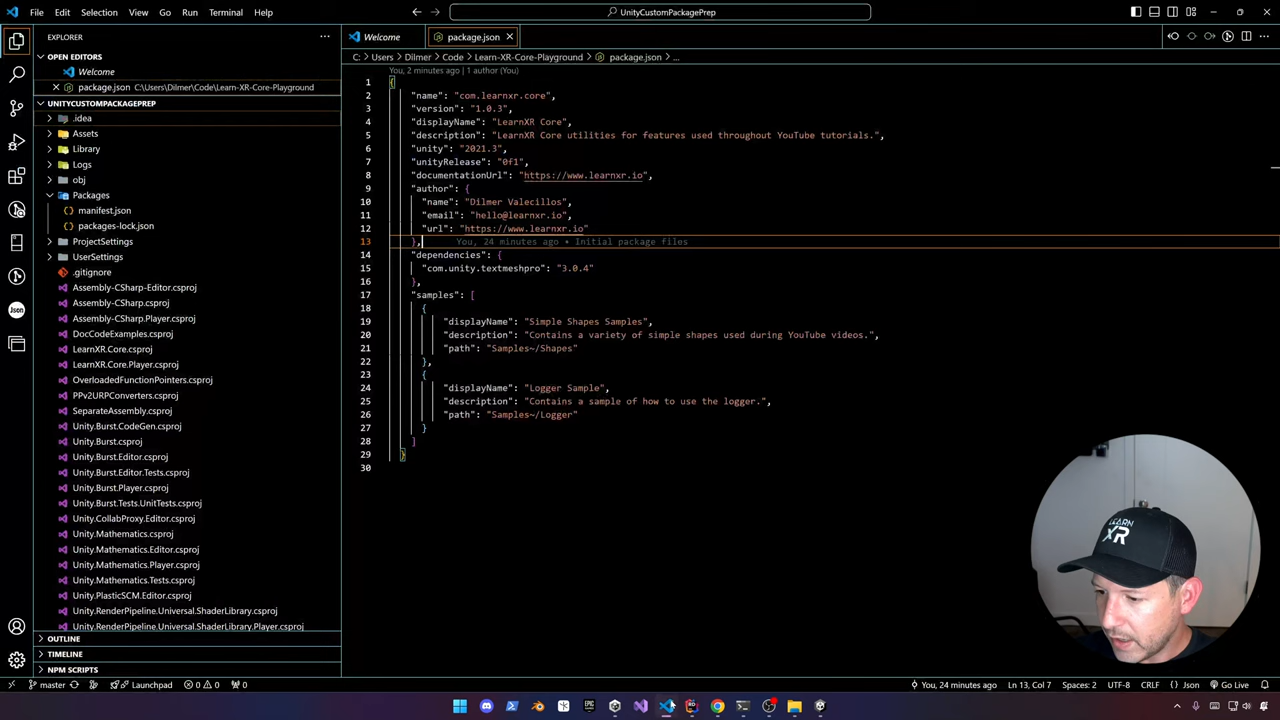 File Edit Selection View Go Run Terminal Help
UnityCustomPackagePrep
EXPLORER
OPEN EDITORS
Welcome
package.json C:\Users\Dilmer\Code\Learn-XR-Core-Playground
UNITYCUSTOMPACKAGEPREP
.idea
Assets
Library
Logs
obj
Packages
manifest.json
packages-lock.json
ProjectSettings
UserSettings
.gitignore
Assembly-CSharp-Editor.csproj
Assembly-CSharp.csproj
Assembly-CSharp.Player.csproj
DocCodeExamples.csproj
LearnXR.Core.csproj
LearnXR.Core.Player.csproj
OverloadedFunctionPointers.csproj
PPv2URPConverters.csproj
SeparateAssembly.csproj
Unity.Burst.CodeGen.csproj
Unity.Burst.csproj
Unity.Burst.Editor.csproj
Unity.Burst.Editor.Tests.csproj
Unity.Burst.Player.csproj
Unity.Burst.Tests.UnitTests.csproj
Unity.CollabProxy.Editor.csproj
Unity.Mathematics.csproj
Unity.Mathematics.Editor.csproj
Unity.Mathematics.Player.csproj
Unity.Mathematics.Tests.csproj
Unity.PlasticSCM.Editor.csproj
Unity.RenderPipeline.Universal.ShaderLibrary.csproj
Unity.RenderPipeline.Universal.ShaderLibrary.Player.csproj
OUTLINE
TIMELINE
NPM SCRIPTS
Json
Welcome package.json
C: > Users > Dilmer > Code > Learn-XR-Core-Playground > package.json > ...
You, 2 minutes ago | 1 author (You)
1 {
2 "name": "com.learnxr.core",
3 "version": "1.0.3",
4 "displayName": "LearnXR Core",
5 "description": "LearnXR Core utilities for features used throughout YouTube tutorials.",
6 "unity": "2021.3",
7 "unityRelease": "0f1",
8 "documentationUrl": "https://www.learnxr.io",
9 "author": {
10 "name": "Dilmer Valecillos",
11 "email": "hello@learnxr.io",
12 "url": "https://www.learnxr.io"
13 }, You, 24 minutes ago • Initial package files
14 "dependencies": {
15 "com.unity.textmeshpro": "3.0.4"
16 },
17 "samples": [
18 {
19 "displayName": "Simple Shapes Samples",
20 "description": "Contains a variety of simple shapes used during YouTube videos.",
21 "path": "Samples~/Shapes"
22 },
23 {
24 "displayName": "Logger Sample",
25 "description": "Contains a sample of how to use the logger.",
26 "path": "Samples~/Logger"
27 }
28 ]
29 }
30
LEARN
XR
master Launchpad 0 0 0 You, 24 minutes ago Ln 13, Col 7 Spaces: 2 UTF-8 CRLF {} Json Go Live